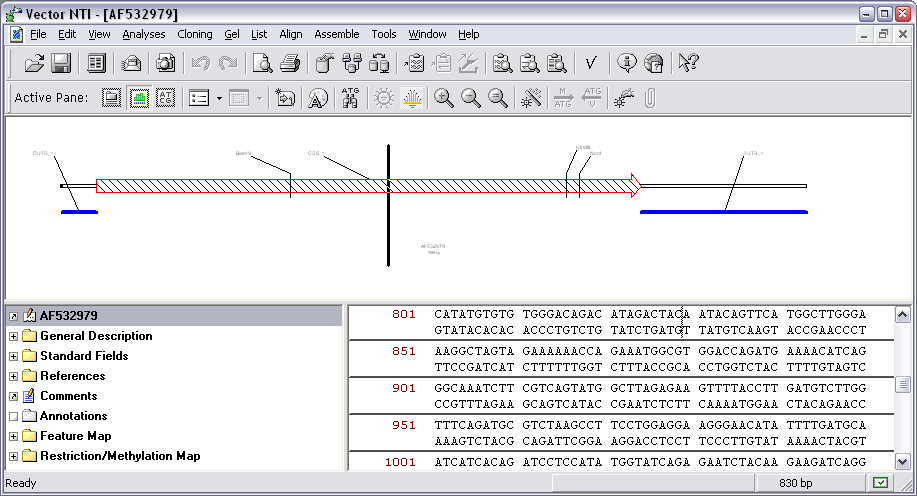 Vector NTI - [AF532979]
File Edit View Analyses Cloning Gel List Align Assemble Tools Window Help
Active Pane:
5'UTR_1 BamHI CDS_1 HindIII NcoI 3'UTR_1
AF532979
AF532979
General Description
Standard Fields
References
Comments
Annotations
Feature Map
Restriction/Methylation Map
801 CATATGTGTG TGGGACAGAC ATAGACTACA ATACAGTTCA TGGCTTGGGA
GTATACACAC ACCCTGTCTG TATCTGATGT TATGTCAAGT ACCGAACCCT
851 AAGGCTAGTA GAAAAAACCA GAAATGGCGT GGACCAGATG AAAACATCAG
TTCCGATCAT CTTTTTTGGT CTTTACCGCA CCTGGTCTAC TTTTGTAGTC
901 GGCAAATCTT CGTCAGTATG GCTTAGAGAA GTTTTACCTT GATGTCTTGG
CCGTTTAGAA GCAGTCATAC CGAATCTCTT CAAAATGGAA CTACAGAACC
951 TTTCAGATGC GTCTAAGCCT TCCTGGAGGA AGGGAACATA TTTTGATGCA
AAAGTCTACG CAGATTCGGA AGGACCTCCT TCCCTTGTAT AAAACTACGT
1001 ATCATCACAG ATCCTCCATA TGGTATCAGA GAATCTACAA GAAGATCAGG
Ready 830 bp